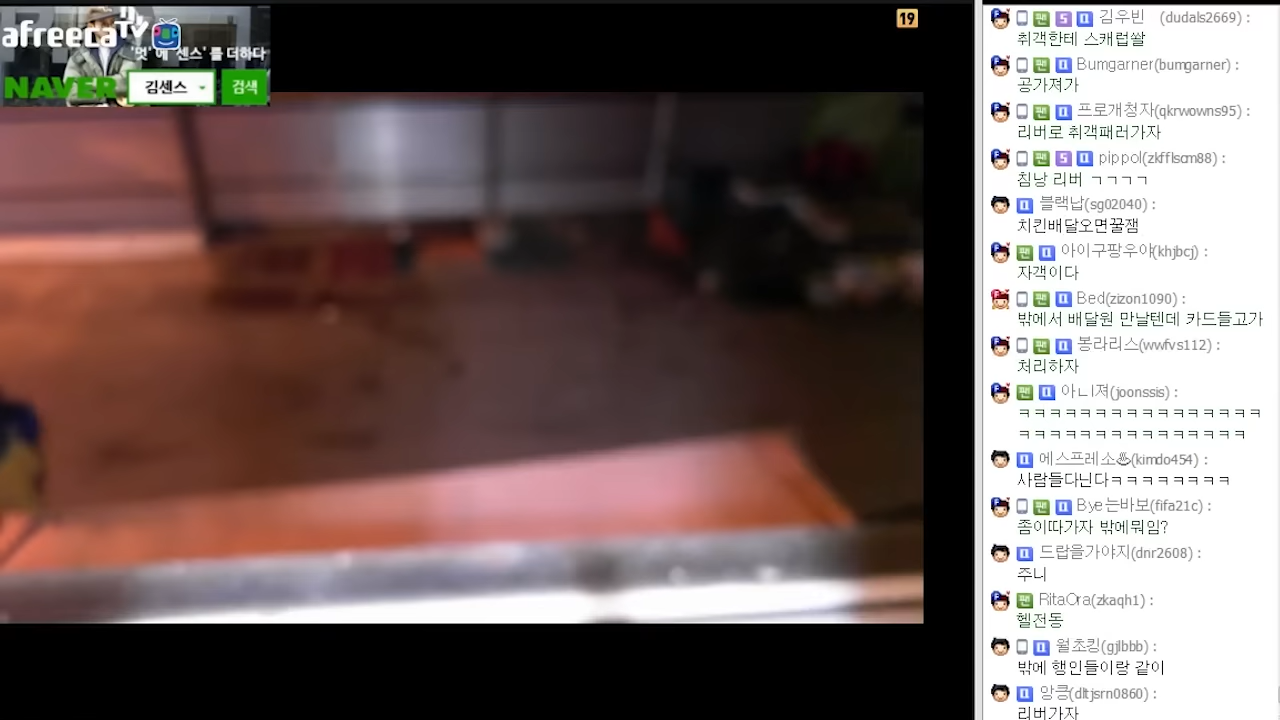 afreecaTV
'멋'에 '센스'를 더하다
NAVER 김센스 검색
19
김우빈 (dudals2669) :
취객한테 스캐럽쏼
Bumgarner(bumgarner) :
공가져가
프로개청자(qkrwowns95) :
리버로 취객패러가자
pippol(zkfflscm88) :
침낭 리버 ㄱㄱㄱㄱ
블랙납(sg02040) :
치킨배달오면꿀잼
아이구팡우야(khjbcj) :
자객이다
Bed(zizon1090) :
밖에서 배달원 만날텐데 카드들고가
봉라리스(wwfvs112) :
처리하자
아ㄴㅣ져(joonssis) :
ㅋㅋㅋㅋㅋㅋㅋㅋㅋㅋㅋㅋㅋㅋㅋㅋ
ㅋㅋㅋㅋㅋㅋㅋㅋㅋㅋㅋㅋㅋㅋㅋ
에스프레소♨(kimdo454) :
사람들다닌다ㅋㅋㅋㅋㅋㅋㅋㅋ
Bye는바보(fifa21c) :
좀이따가자 밖에뭐임?
드랍을가야지(dnr2608) :
주니
RitaOra(zkaqh1) :
헬전동
월초킹(gjlbbb) :
밖에 행인들이랑 같이
앙쿵(dltjsrn0860) :
리버가자